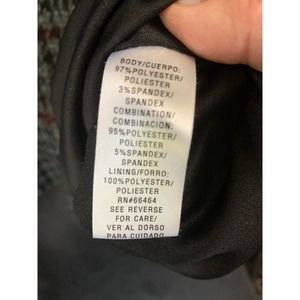 BODY/CUERPO:
97%POLYESTER/
POLIESTER
3%SPANDEX/
SPANDEX
COMBINATION/
COMBINACION:
95%POLYESTER/
POLIESTER
5%SPANDEX/
SPANDEX
LINING/FORRO:
100%POLYESTER/
POLIESTER
RN#66464
SEE REVERSE
FOR CARE/
VER AL DORSO
PARA CUIDADO